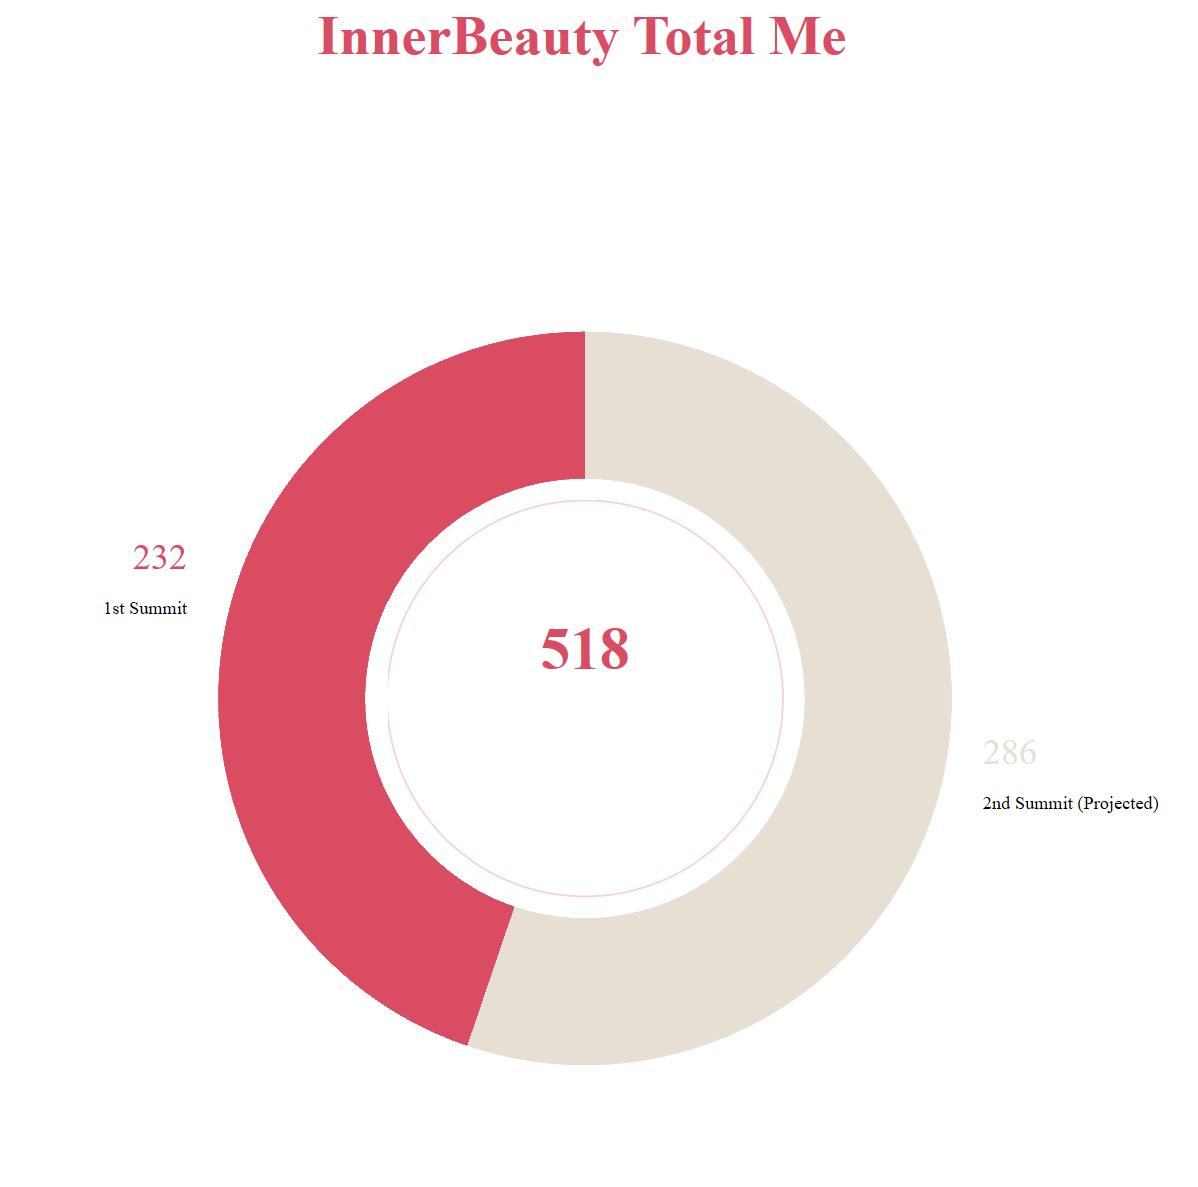 InnerBeauty Total Me
232
1st Summit
518
286
2nd Summit (Projected)